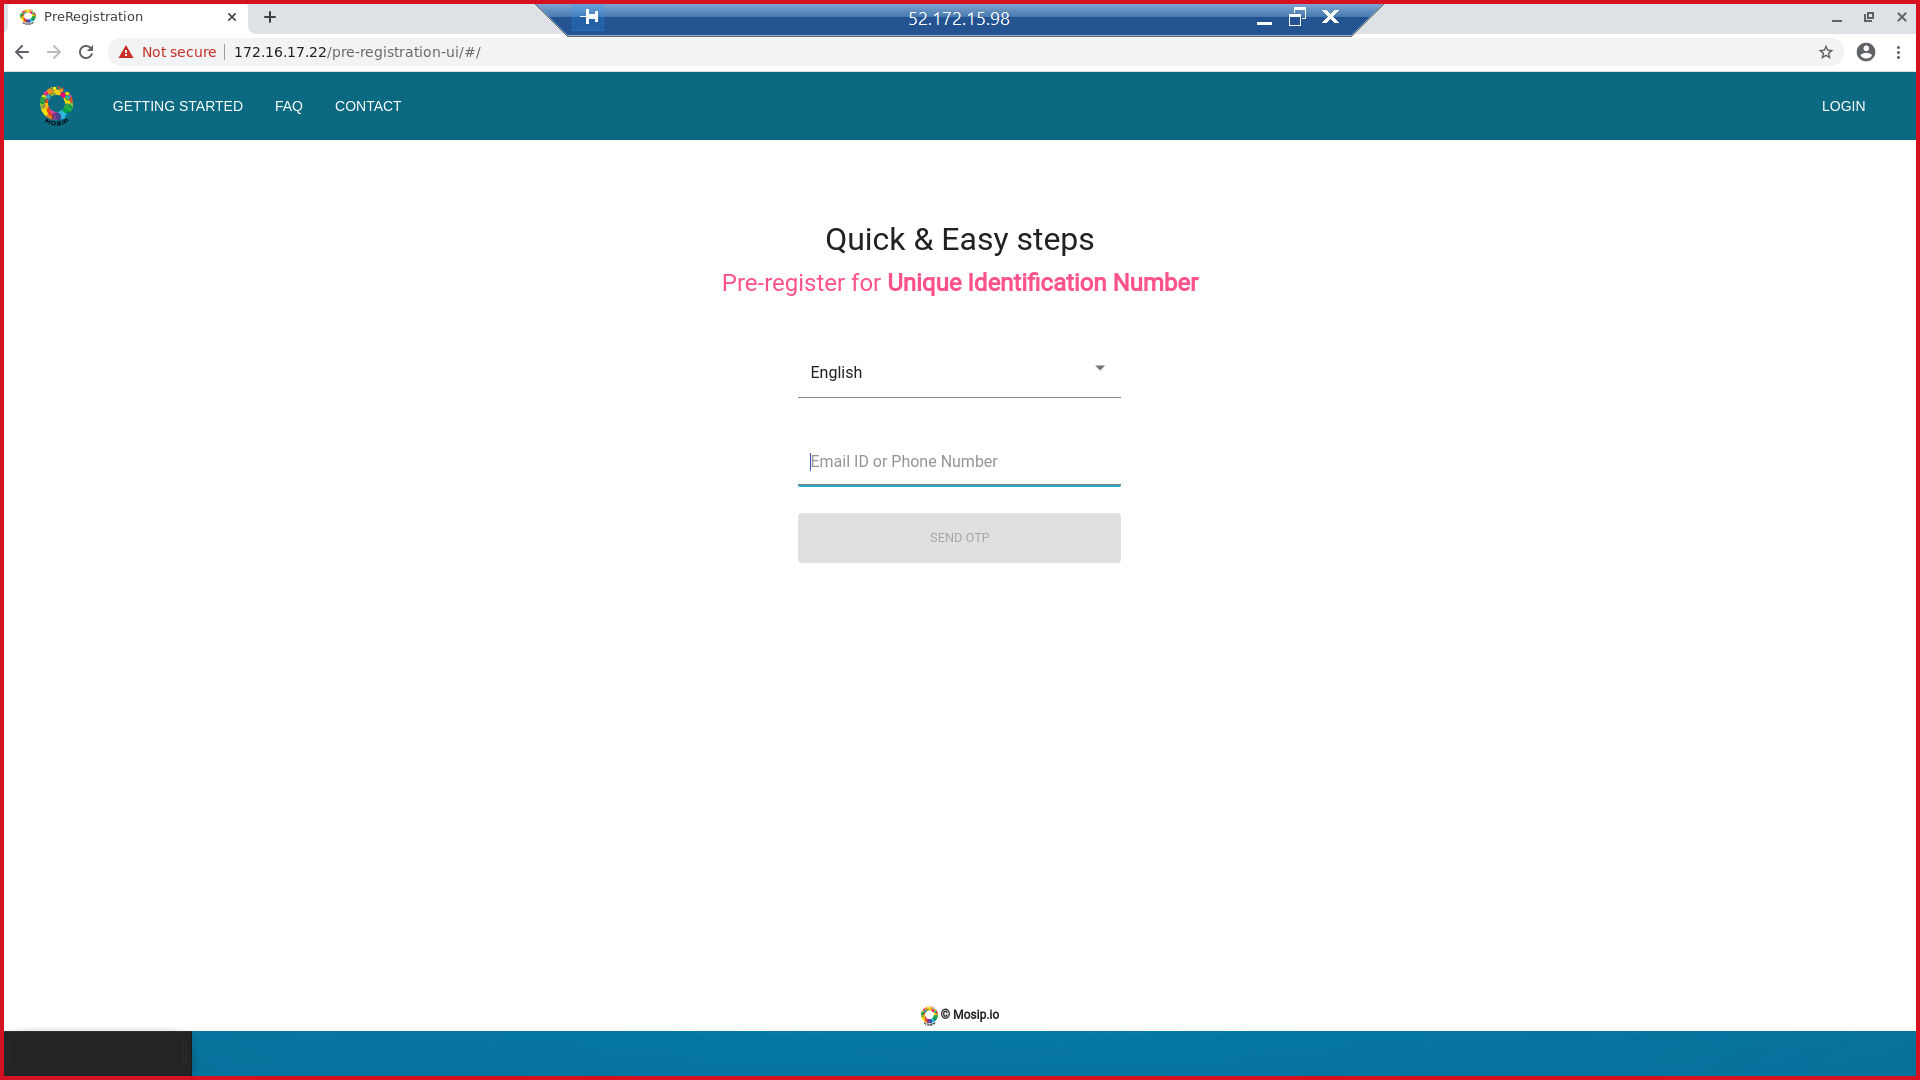 PreRegistration
52.172.15.98
Not secure 172.16.17.22/pre-registration-ui/#/
MOSIP GETTING STARTED FAQ CONTACT LOGIN
Quick & Easy steps
Pre-register for Unique Identification Number
English
Email ID or Phone Number
SEND OTP
© Mosip.io